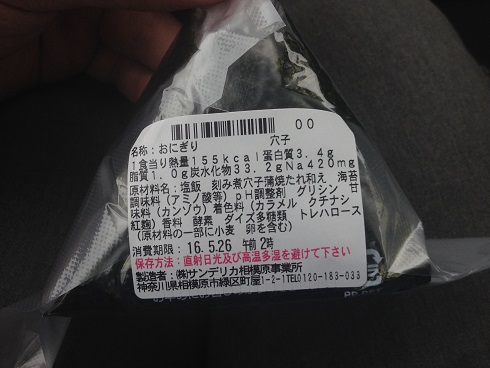 00
名称：おにぎり 穴子
1食当り熱量155kcal蛋白質3.4g
脂質1.0g炭水化物33.2gNa420mg
原材料名：塩飯 刻み煮穴子蒲焼たれ和え 海苔
調味料（アミノ酸等）pH調整剤 グリシン 甘
味料（カンゾウ）着色料（カラメル クチナシ
紅麹）香料 酵素 ダイズ多糖類 トレハロース
（原材料の一部に小麦 卵を含む）
消費期限：16.5.26 午前2時
保存方法：直射日光及び高温多湿を避けて下さい
製造者：㈱サンデリカ相模原事業所
神奈川県相模原市緑区町屋1-2-1TEL0120-183-033